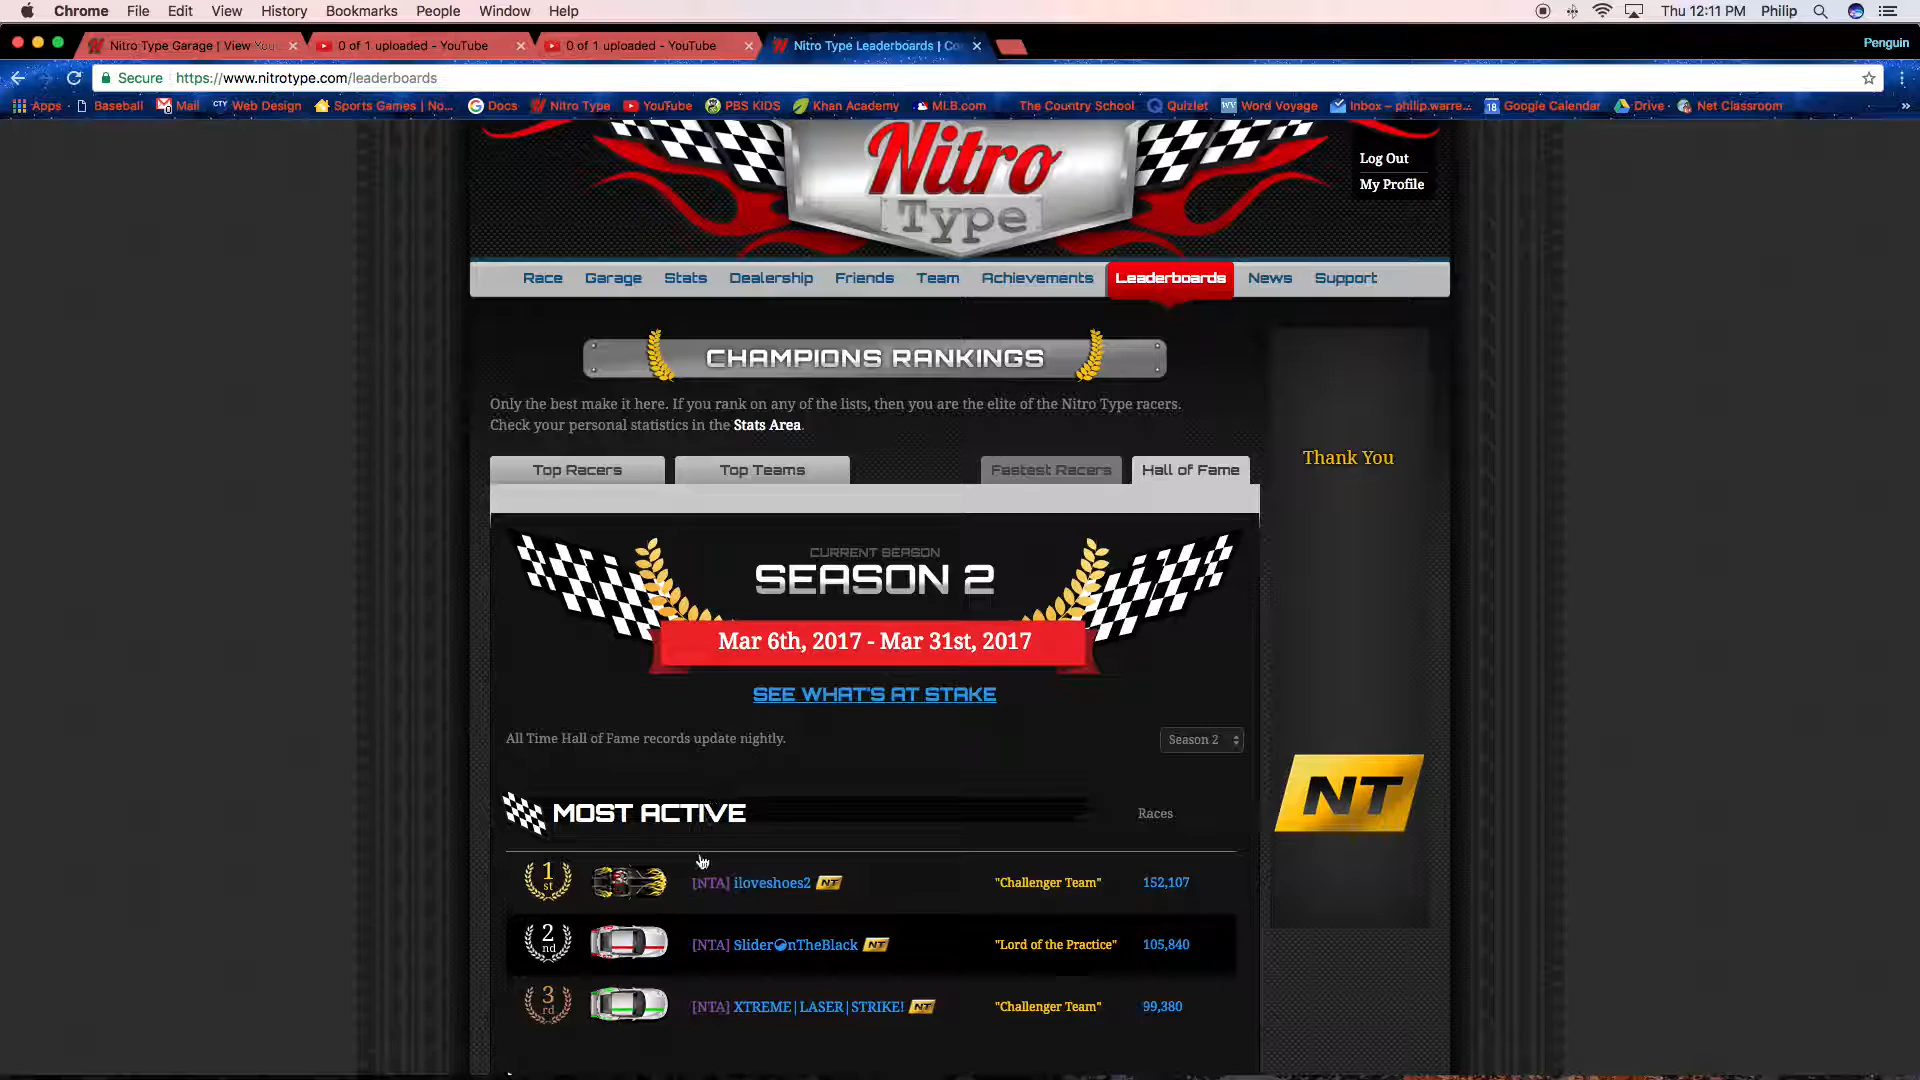 Chrome File Edit View History Bookmarks People Window Help Thu 12:11 PM Philip
Nitro Type Garage | View You
0 of 1 uploaded - YouTube
0 of 1 uploaded - YouTube
Nitro Type Leaderboards | Co
Penguin
Secure https://www.nitrotype.com/leaderboards
Apps Baseball Mail CTY Web Design Sports Games | No... Docs Nitro Type YouTube PBS KIDS Khan Academy MLB.com The Country School Quizlet WV Word Voyage Inbox - philip.warre... 18 Google Calendar Drive Net Classroom »
Nitro
Type
Log Out
My Profile
Race Garage Stats Dealership Friends Team Achievements Leaderboards News Support
CHAMPIONS RANKINGS
Only the best make it here. If you rank on any of the lists, then you are the elite of the Nitro Type racers.
Check your personal statistics in the Stats Area.
Thank You
Top Racers Top Teams Fastest Racers Hall of Fame
CURRENT SEASON
SEASON 2
Mar 6th, 2017 - Mar 31st, 2017
SEE WHAT'S AT STAKE
All Time Hall of Fame records update nightly.
Season 2
NT
MOST ACTIVE Races
1st [NTA] iloveshoes2 NT "Challenger Team" 152,107
2nd [NTA] Slider☯nTheBlack NT "Lord of the Practice" 105,840
3rd [NTA] XTREME|LASER|STRIKE! NT "Challenger Team" 99,380